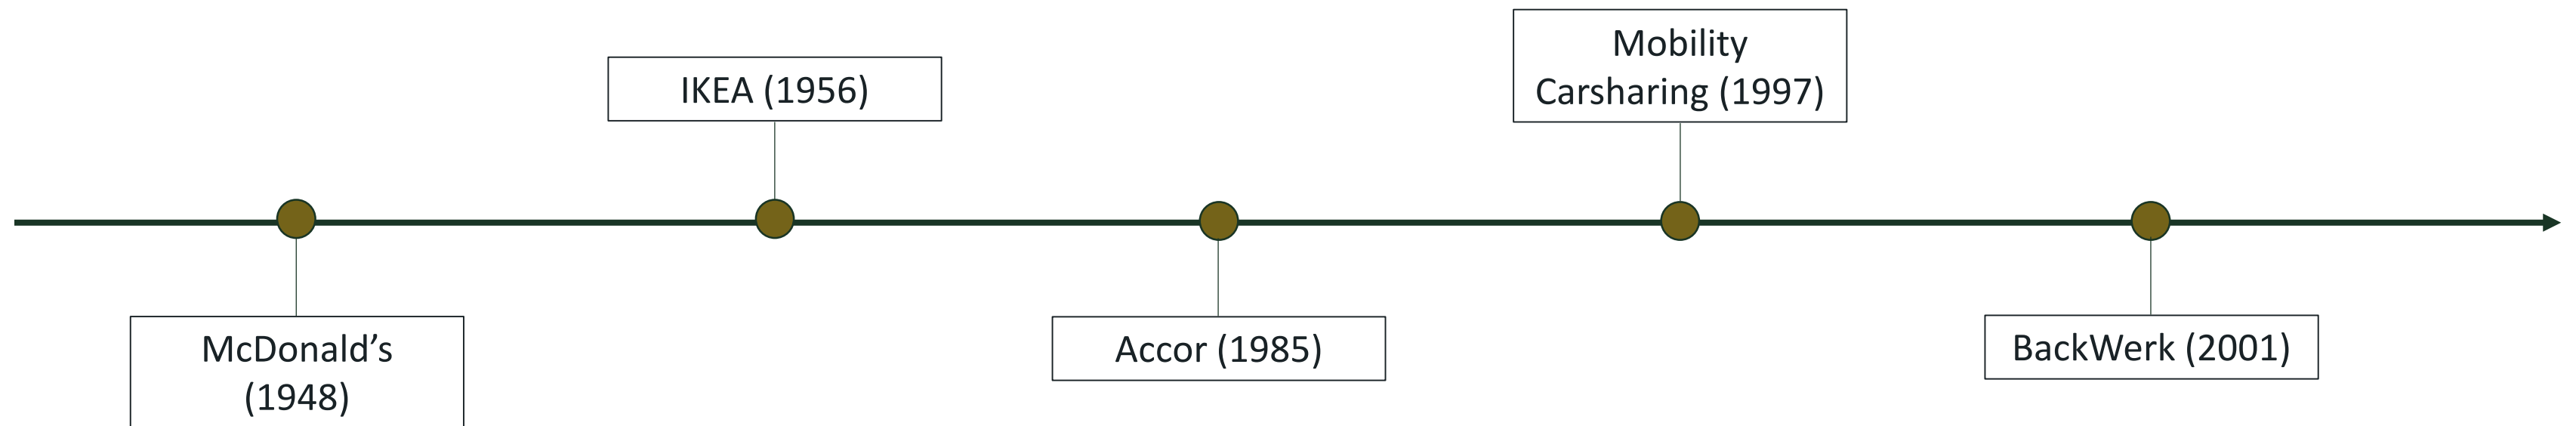 McDonald’s
(1948)
IKEA (1956)
Accor (1985)
Mobility
Carsharing (1997)
BackWerk (2001)